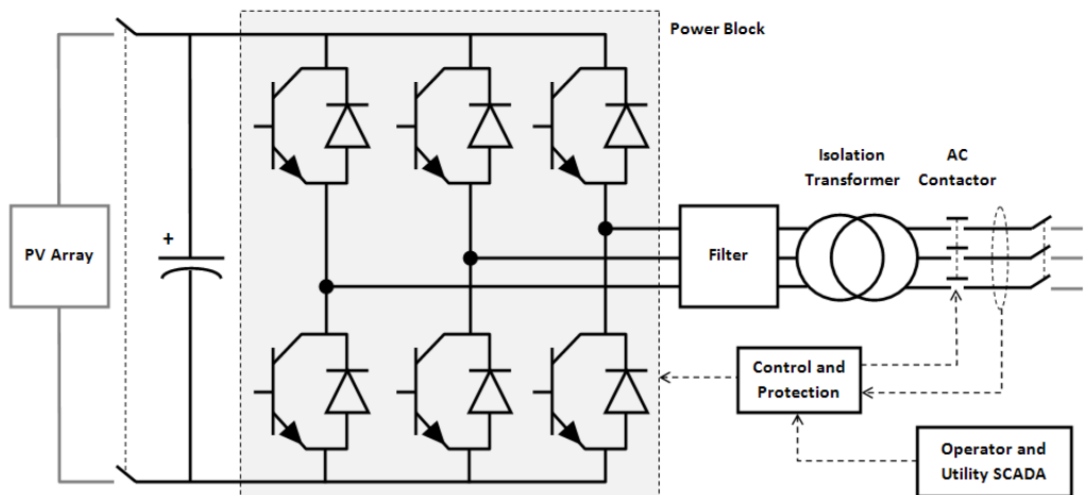 Power Block
Isolation
Transformer
AC
Contactor
PV Array
+
Filter
Control and
Protection
Operator and
Utility SCADA